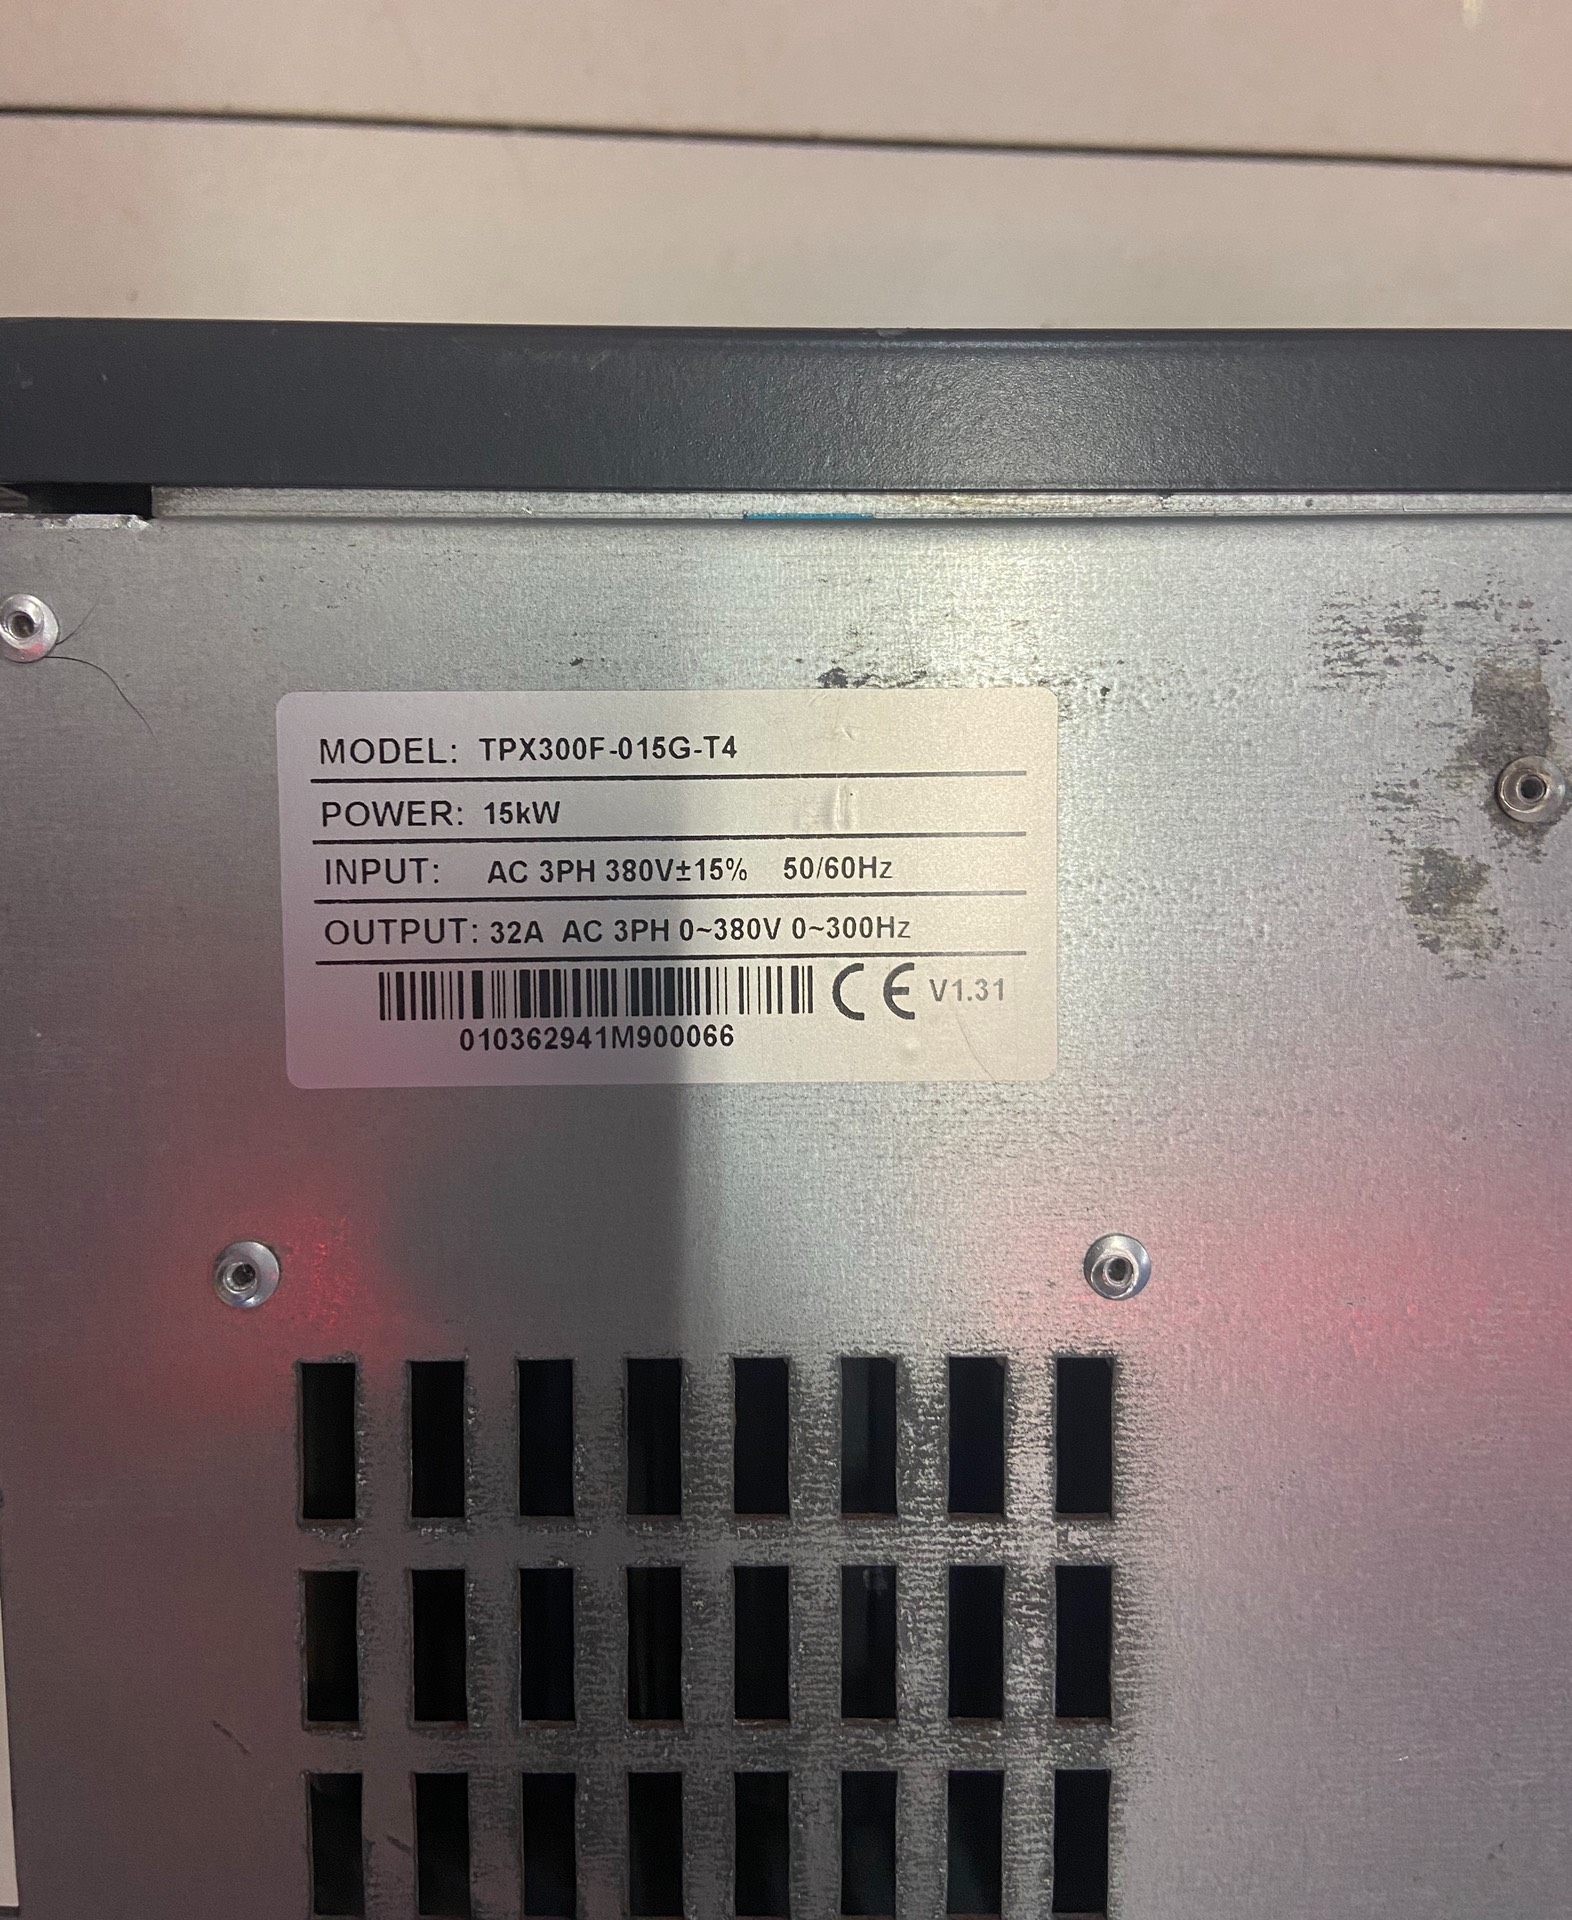 MODEL: TPX300F-015G-T4
POWER: 15kW
INPUT: AC 3PH 380V±15% 50/60Hz
OUTPUT: 32A AC 3PH 0~380V 0~300Hz
CE V1.31
010362941M900066